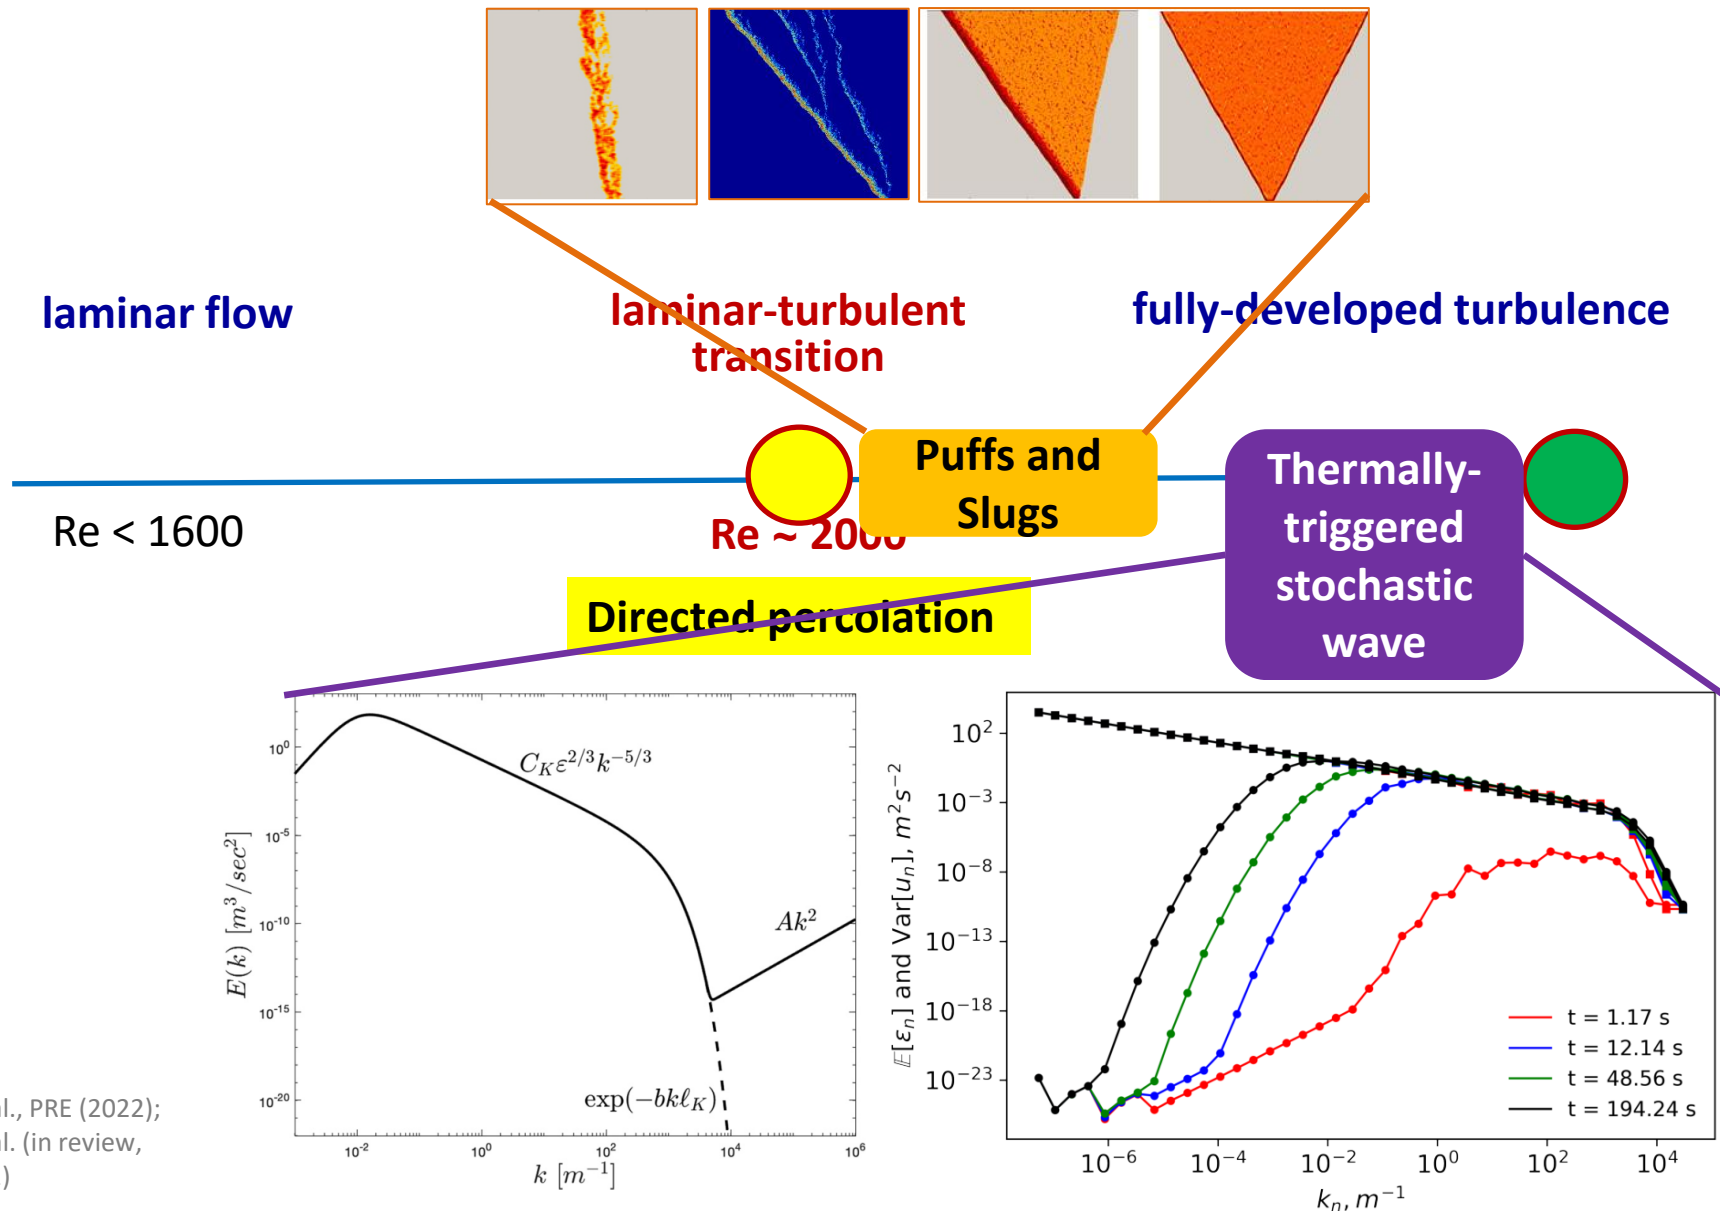 laminar flow
laminar-turbulent
transition
fully-developed turbulence
Puffs and
Slugs
Thermally-
triggered
stochastic
wave
Re < 1600
Re ~ 2000
Directed percolation
10^0
10^-5
10^-10
10^-15
10^-20
E(k) [m^3/sec^2]
C_K ε^{2/3} k^{-5/3}
Ak^2
exp(−bkℓ_K)
10^-2
10^0
10^2
10^4
10^6
k [m^{-1}]
10^2
10^−3
10^−8
10^−13
10^−18
10^−23
𝔼[ε_n] and Var[u_n], m^2s^−2
t = 1.17 s
t = 12.14 s
t = 48.56 s
t = 194.24 s
10^−6
10^−4
10^−2
10^0
10^2
10^4
k_n, m^−1
al., PRE (2022);
al. (in review,
)